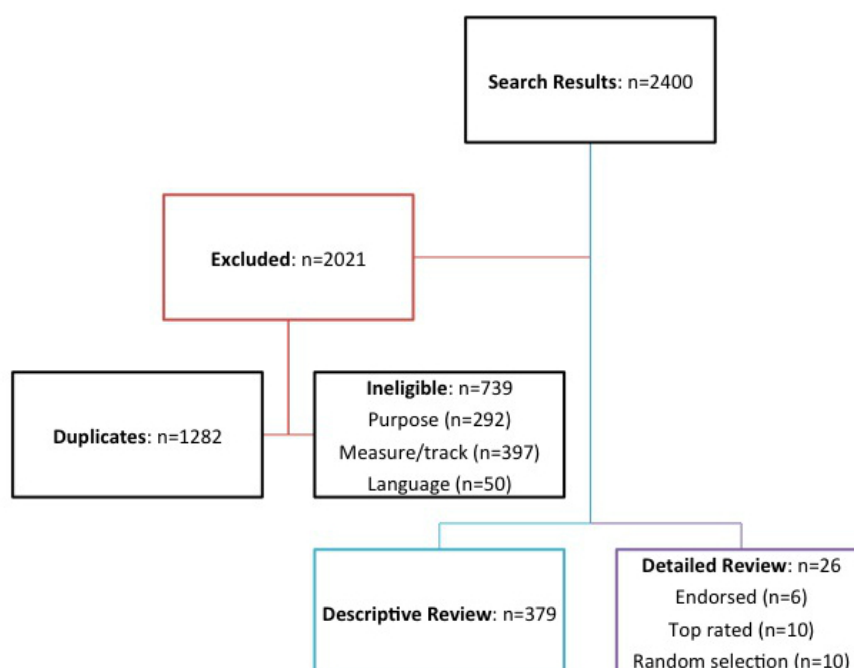 Search Results: n=2400
Excluded: n=2021
Duplicates: n=1282
Ineligible: n=739
Purpose (n=292)
Measure/track (n=397)
Language (n=50)
Descriptive Review: n=379
Detailed Review: n=26
Endorsed (n=6)
Top rated (n=10)
Random selection (n=10)